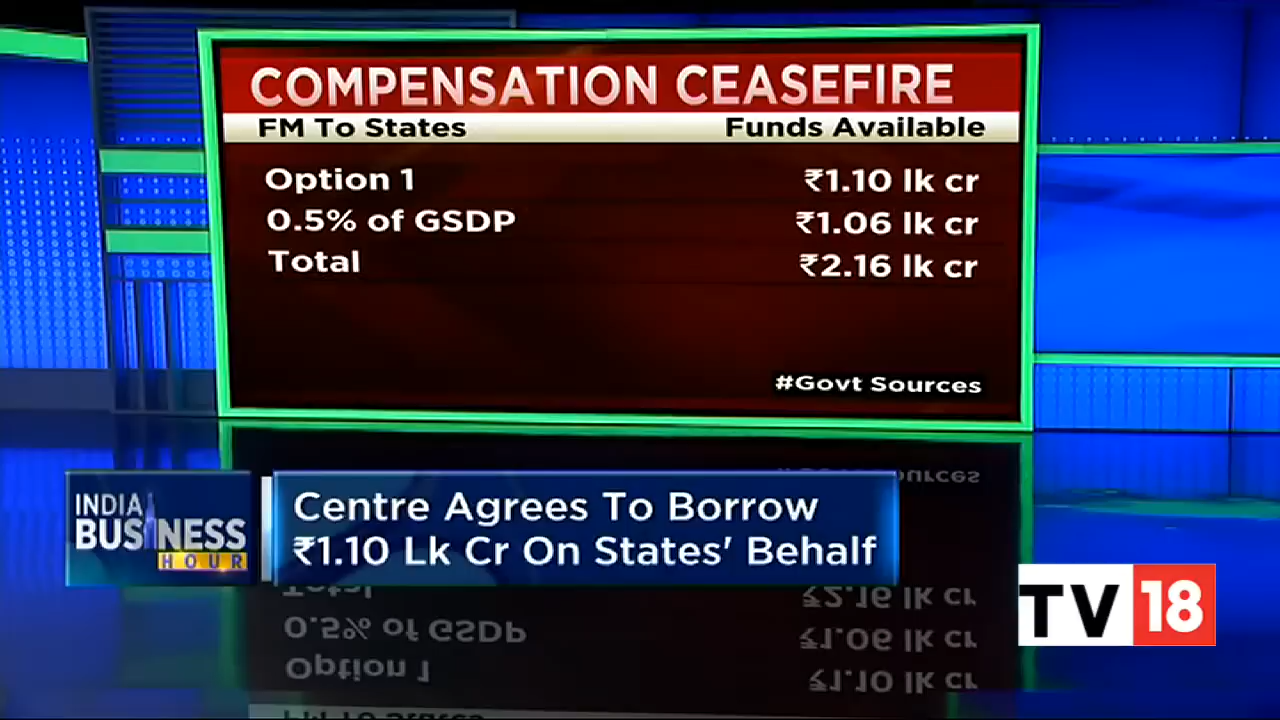 COMPENSATION CEASEFIRE
FM To States Funds Available
Option 1 ₹1.10 lk cr
0.5% of GSDP ₹1.06 lk cr
Total ₹2.16 lk cr
#Govt Sources
INDIA
BUSINESS
HOUR
Centre Agrees To Borrow
₹1.10 Lk Cr On States' Behalf
TV18